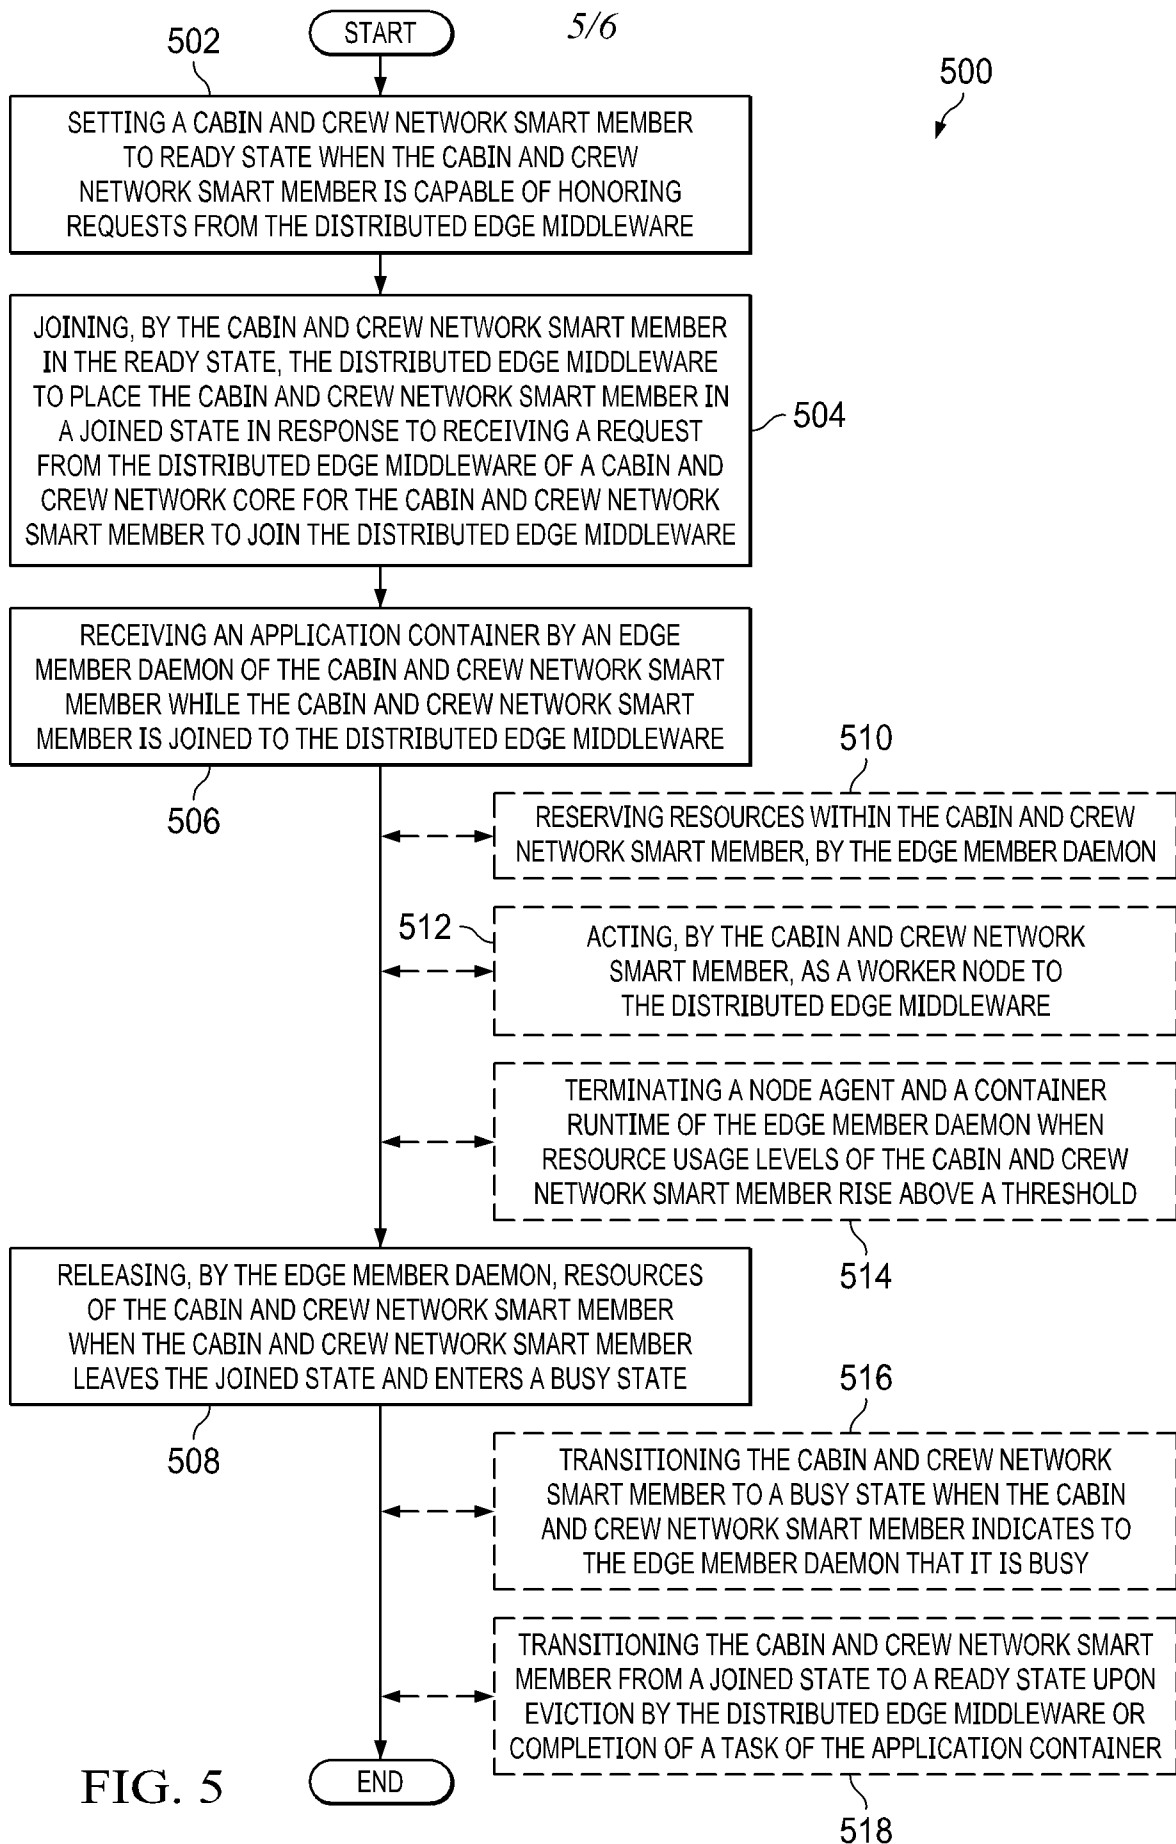 START
5/6
502
500
SETTING A CABIN AND CREW NETWORK SMART MEMBER
TO READY STATE WHEN THE CABIN AND CREW
NETWORK SMART MEMBER IS CAPABLE OF HONORING
REQUESTS FROM THE DISTRIBUTED EDGE MIDDLEWARE
JOINING, BY THE CABIN AND CREW NETWORK SMART MEMBER
IN THE READY STATE, THE DISTRIBUTED EDGE MIDDLEWARE
TO PLACE THE CABIN AND CREW NETWORK SMART MEMBER IN
A JOINED STATE IN RESPONSE TO RECEIVING A REQUEST
FROM THE DISTRIBUTED EDGE MIDDLEWARE OF A CABIN AND
CREW NETWORK CORE FOR THE CABIN AND CREW NETWORK
SMART MEMBER TO JOIN THE DISTRIBUTED EDGE MIDDLEWARE
504
RECEIVING AN APPLICATION CONTAINER BY AN EDGE
MEMBER DAEMON OF THE CABIN AND CREW NETWORK SMART
MEMBER WHILE THE CABIN AND CREW NETWORK SMART
MEMBER IS JOINED TO THE DISTRIBUTED EDGE MIDDLEWARE
506
510
RESERVING RESOURCES WITHIN THE CABIN AND CREW
NETWORK SMART MEMBER, BY THE EDGE MEMBER DAEMON
512
ACTING, BY THE CABIN AND CREW NETWORK
SMART MEMBER, AS A WORKER NODE TO
THE DISTRIBUTED EDGE MIDDLEWARE
TERMINATING A NODE AGENT AND A CONTAINER
RUNTIME OF THE EDGE MEMBER DAEMON WHEN
RESOURCE USAGE LEVELS OF THE CABIN AND CREW
NETWORK SMART MEMBER RISE ABOVE A THRESHOLD
514
RELEASING, BY THE EDGE MEMBER DAEMON, RESOURCES
OF THE CABIN AND CREW NETWORK SMART MEMBER
WHEN THE CABIN AND CREW NETWORK SMART MEMBER
LEAVES THE JOINED STATE AND ENTERS A BUSY STATE
508
516
TRANSITIONING THE CABIN AND CREW NETWORK
SMART MEMBER TO A BUSY STATE WHEN THE CABIN
AND CREW NETWORK SMART MEMBER INDICATES TO
THE EDGE MEMBER DAEMON THAT IT IS BUSY
TRANSITIONING THE CABIN AND CREW NETWORK SMART
MEMBER FROM A JOINED STATE TO A READY STATE UPON
EVICTION BY THE DISTRIBUTED EDGE MIDDLEWARE OR
COMPLETION OF A TASK OF THE APPLICATION CONTAINER
518
END
FIG. 5